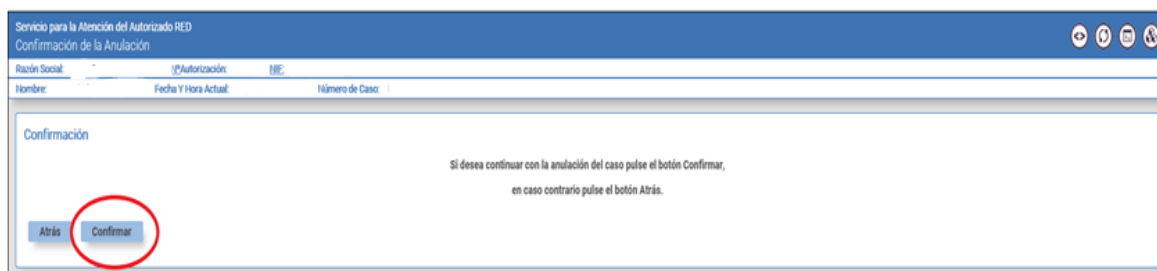 Servicio para la Atención del Autorizado RED
Confirmación de la Anulación
Razón Social: NºAutorización: NIF:
Nombre: Fecha Y Hora Actual: Número de Caso:
Confirmación
Si desea continuar con la anulación del caso pulse el botón Confirmar,
en caso contrario pulse el botón Atrás.
Atrás Confirmar